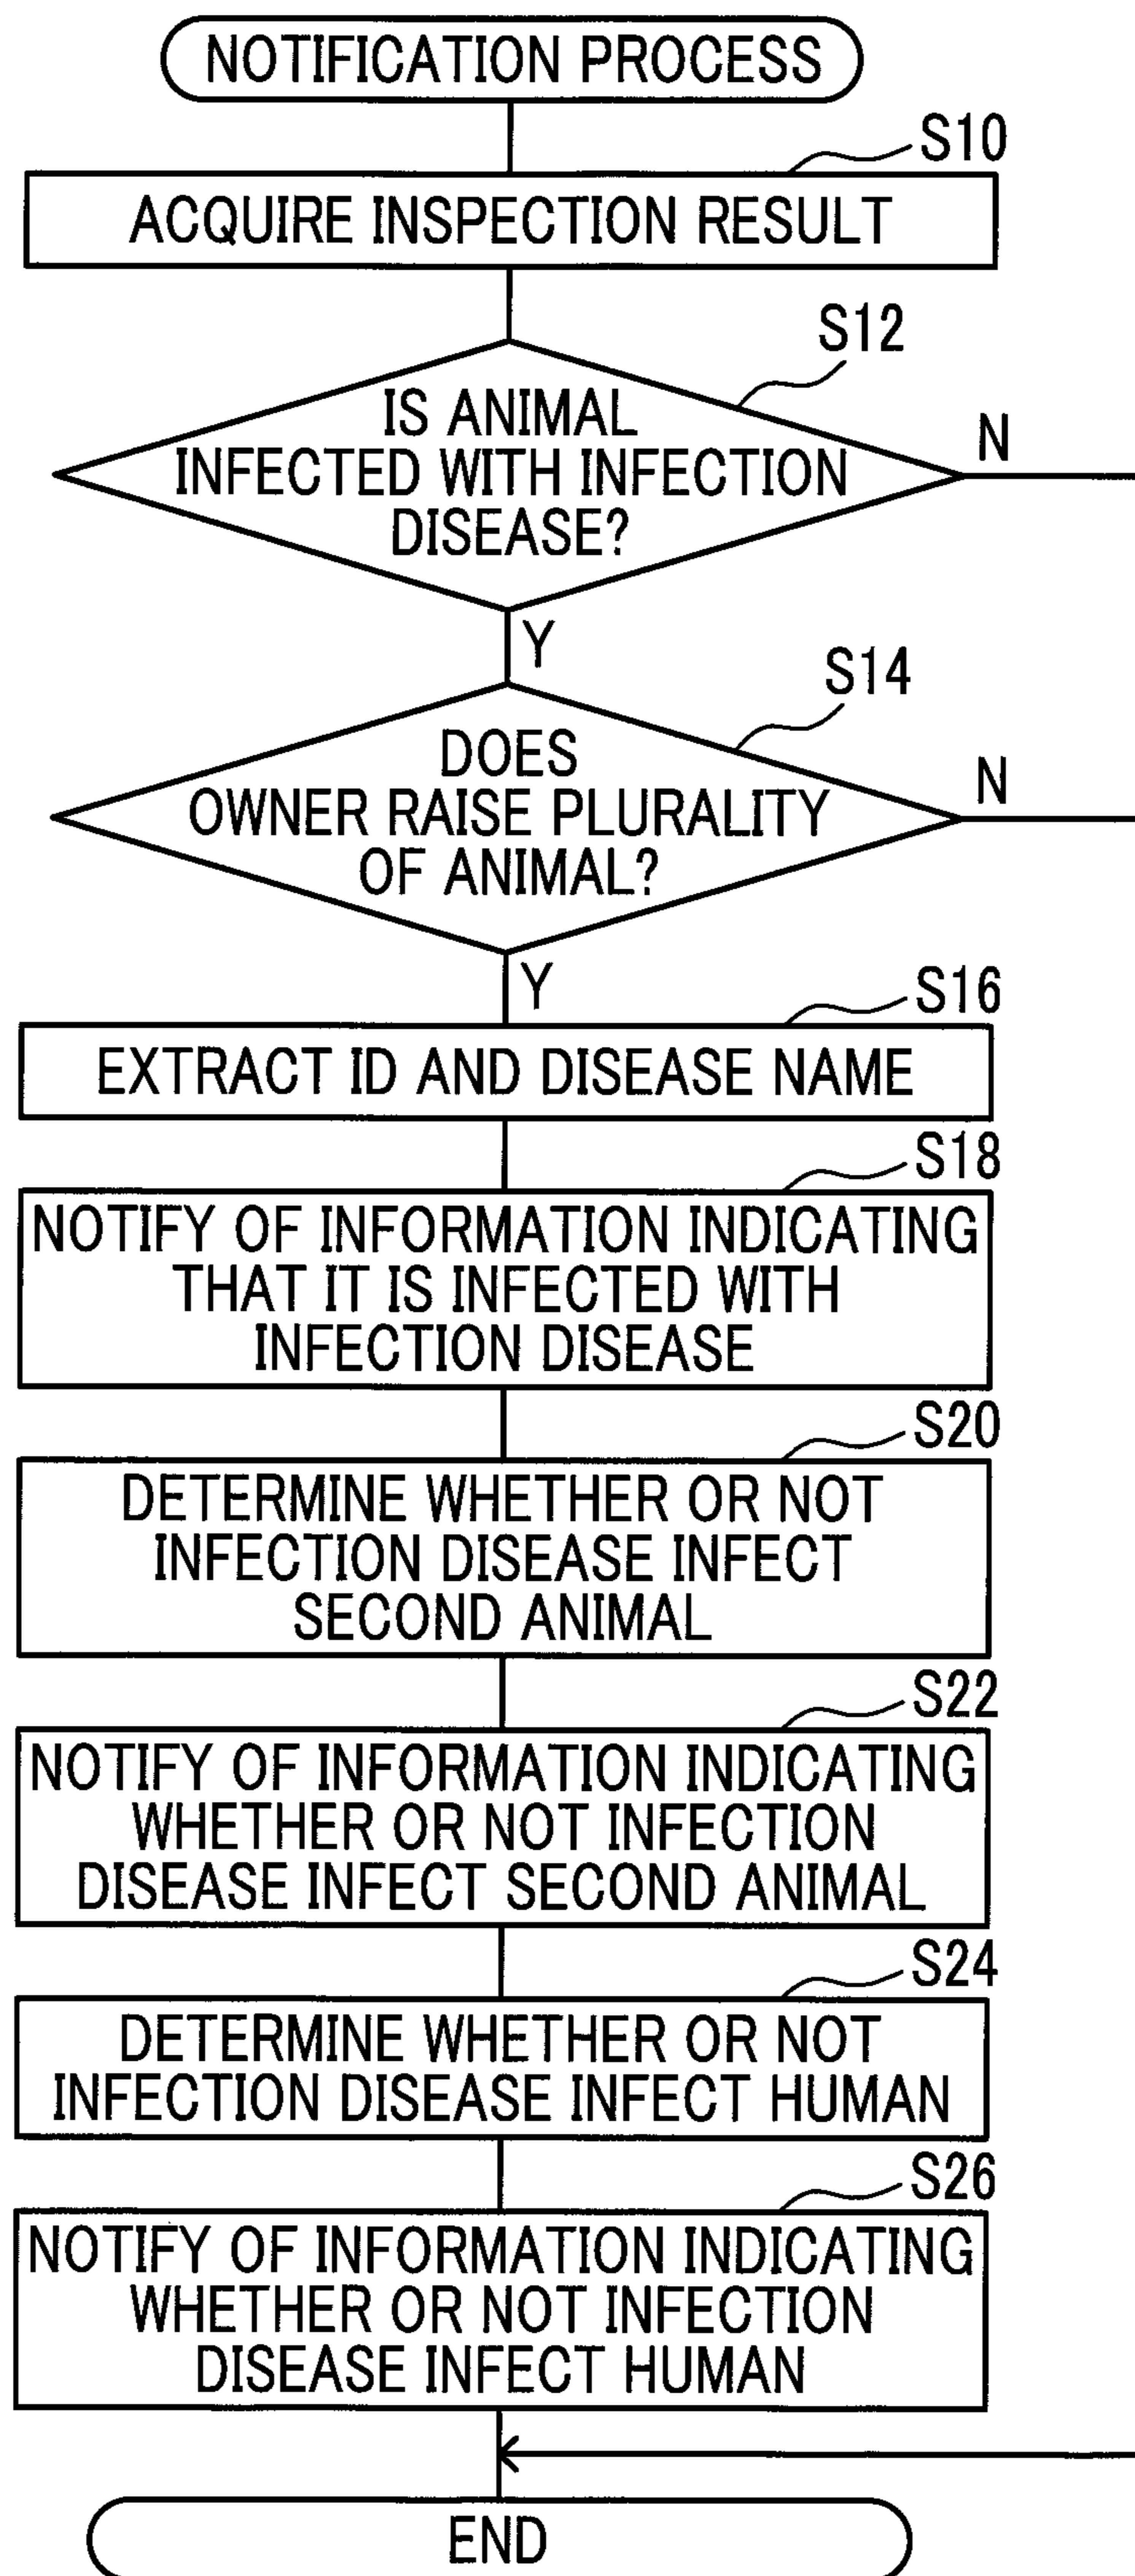 NOTIFICATION PROCESS
S10
ACQUIRE INSPECTION RESULT
S12
IS ANIMAL
INFECTED WITH INFECTION
DISEASE?
N
Y
S14
DOES
OWNER RAISE PLURALITY
OF ANIMAL?
N
Y
S16
EXTRACT ID AND DISEASE NAME
S18
NOTIFY OF INFORMATION INDICATING
THAT IT IS INFECTED WITH
INFECTION DISEASE
S20
DETERMINE WHETHER OR NOT
INFECTION DISEASE INFECT
SECOND ANIMAL
S22
NOTIFY OF INFORMATION INDICATING
WHETHER OR NOT INFECTION
DISEASE INFECT SECOND ANIMAL
S24
DETERMINE WHETHER OR NOT
INFECTION DISEASE INFECT HUMAN
S26
NOTIFY OF INFORMATION INDICATING
WHETHER OR NOT INFECTION
DISEASE INFECT HUMAN
END